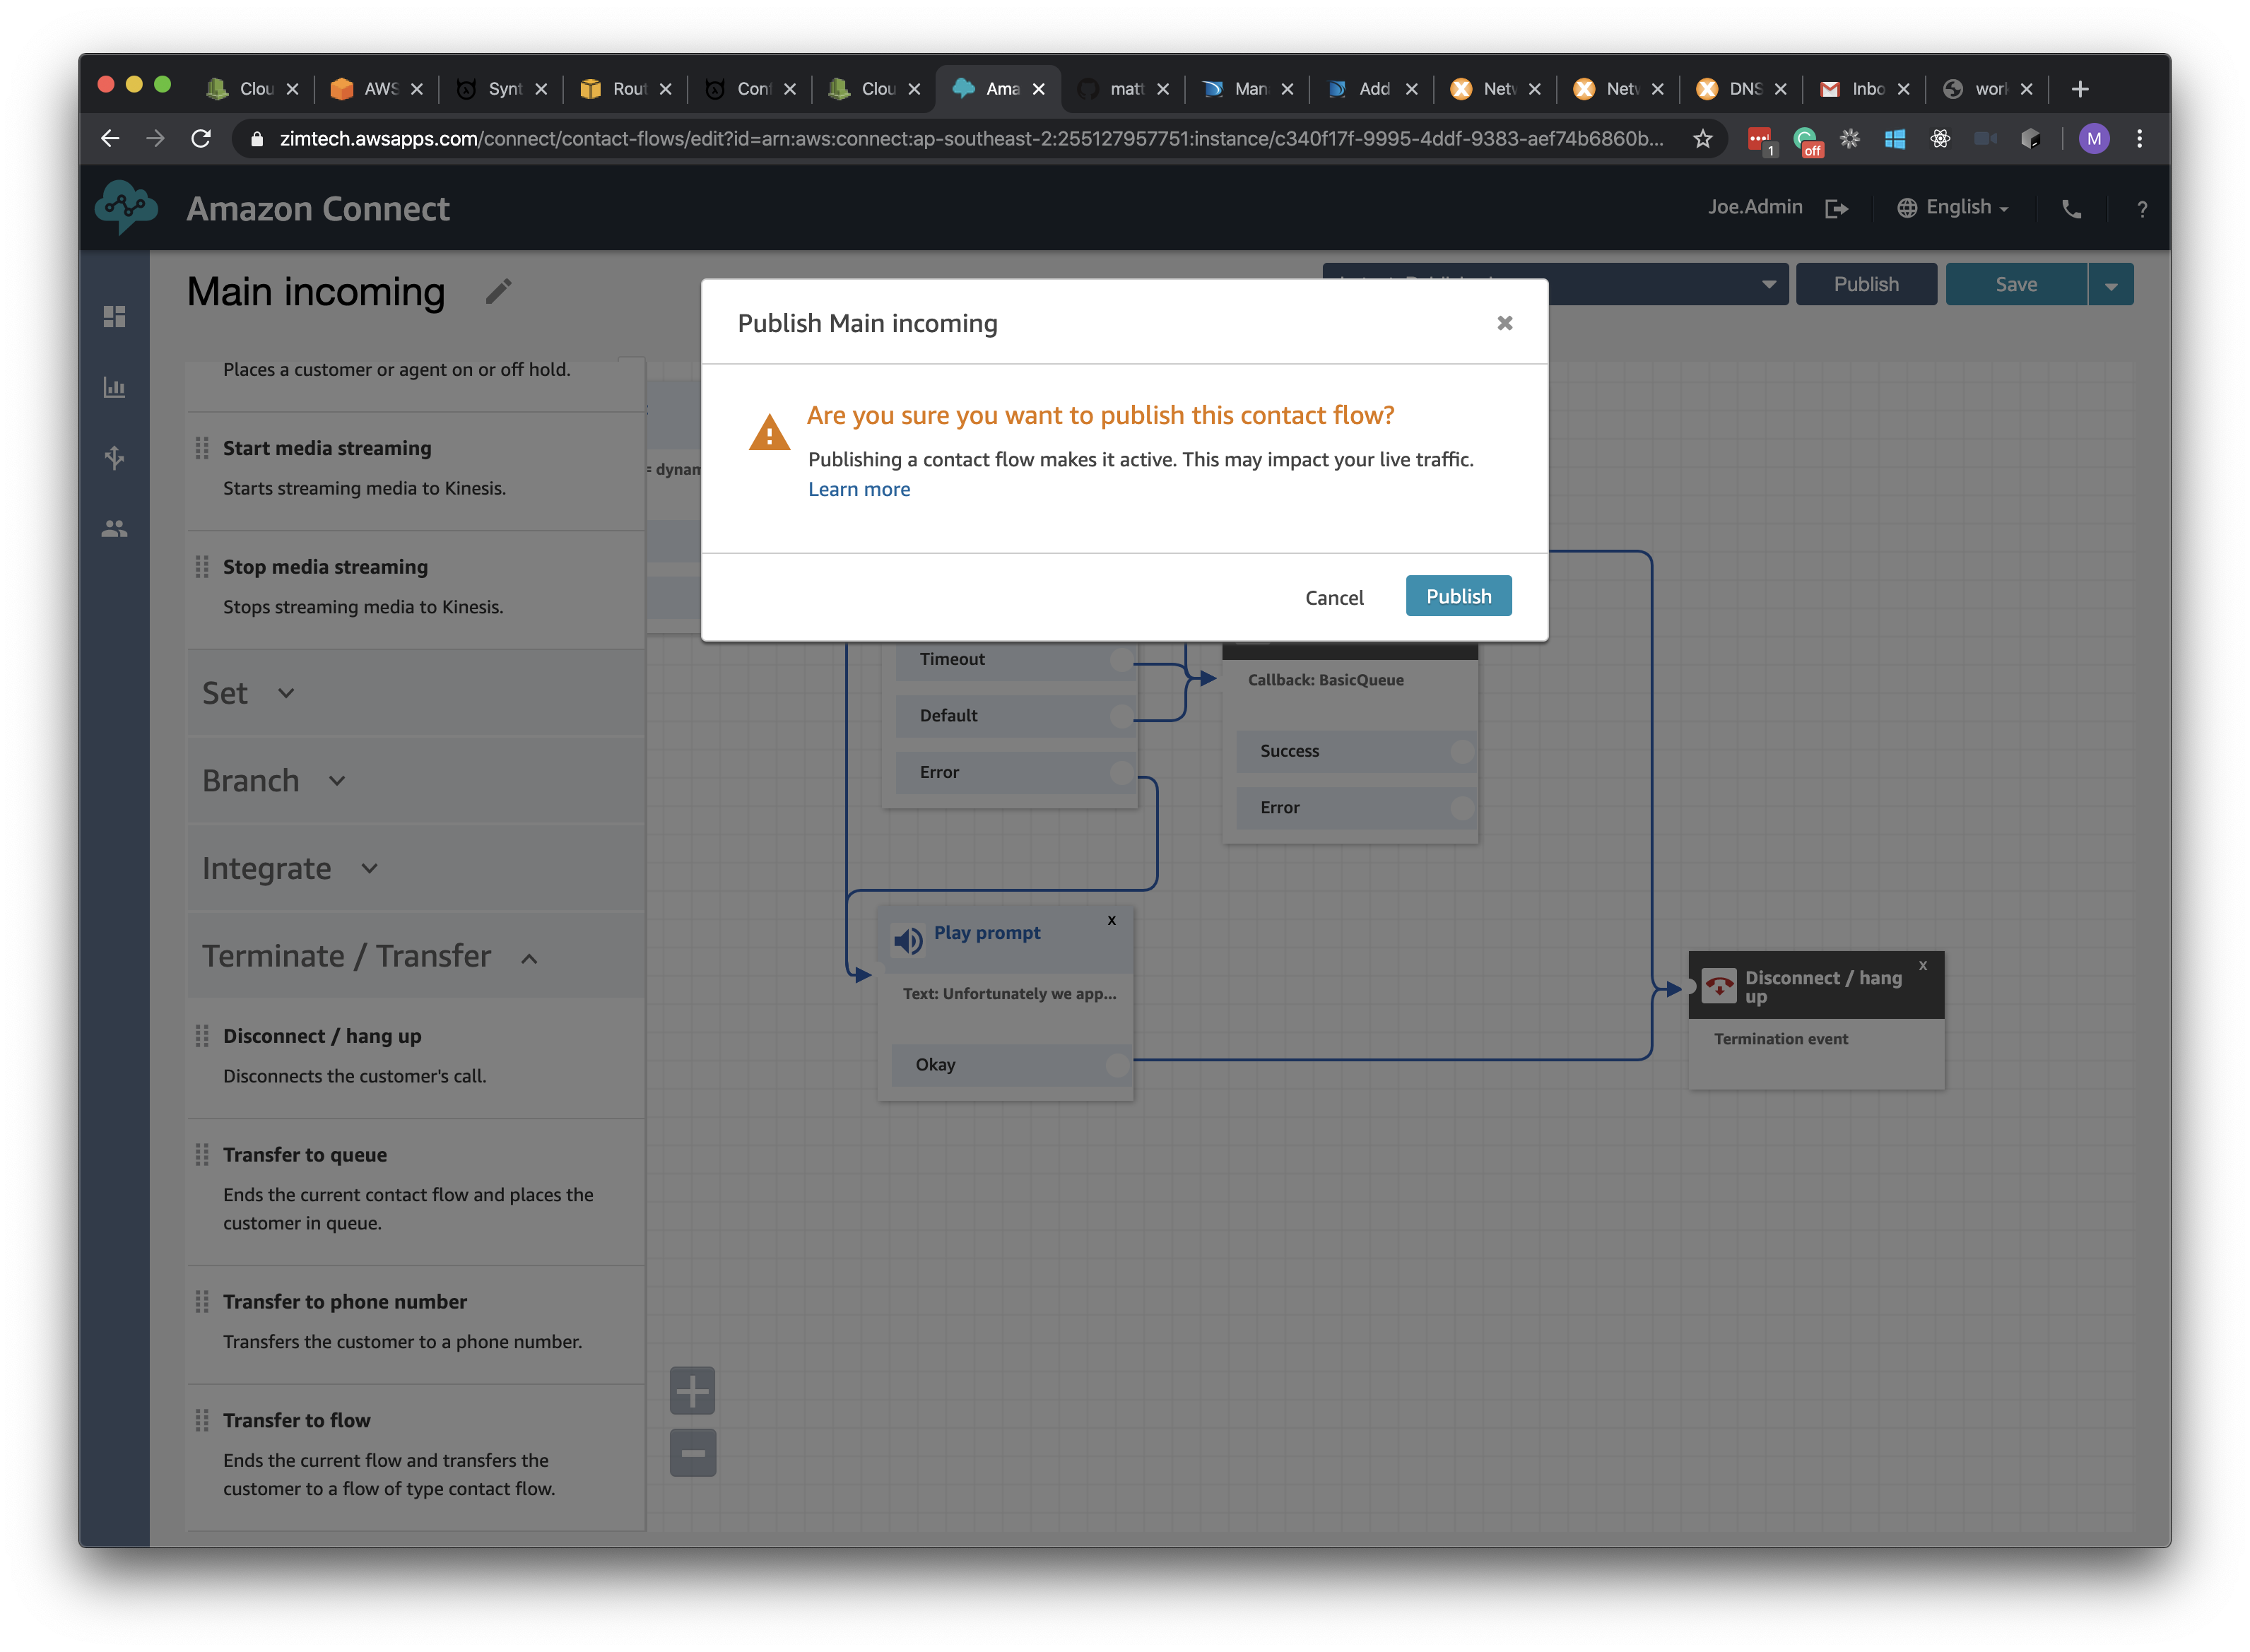 Clou
AWS
Synt
Rout
Conf
Clou
Ama
matt
Man
Add
Netw
Netw
DNS
Inbo
worl
zimtech.awsapps.com/connect/contact-flows/edit?id=arn:aws:connect:ap-southeast-2:255127957751:instance/c340f17f-9995-4ddf-9383-aef74b6860b...
1
off
M
Amazon Connect
Joe.Admin
English
?
Main incoming
Publish
Save
Publish Main incoming
Are you sure you want to publish this contact flow?
Publishing a contact flow makes it active. This may impact your live traffic.
Learn more
Cancel
Publish
Places a customer or agent on or off hold.
Start media streaming
Starts streaming media to Kinesis.
Stop media streaming
Stops streaming media to Kinesis.
Set
Branch
Integrate
Terminate / Transfer
Disconnect / hang up
Disconnects the customer's call.
Transfer to queue
Ends the current contact flow and places the
customer in queue.
Transfer to phone number
Transfers the customer to a phone number.
Transfer to flow
Ends the current flow and transfers the
customer to a flow of type contact flow.
= dynam
Timeout
Default
Error
Callback: BasicQueue
Success
Error
Play prompt
x
Text: Unfortunately we app...
Okay
Disconnect / hang
up
x
Termination event